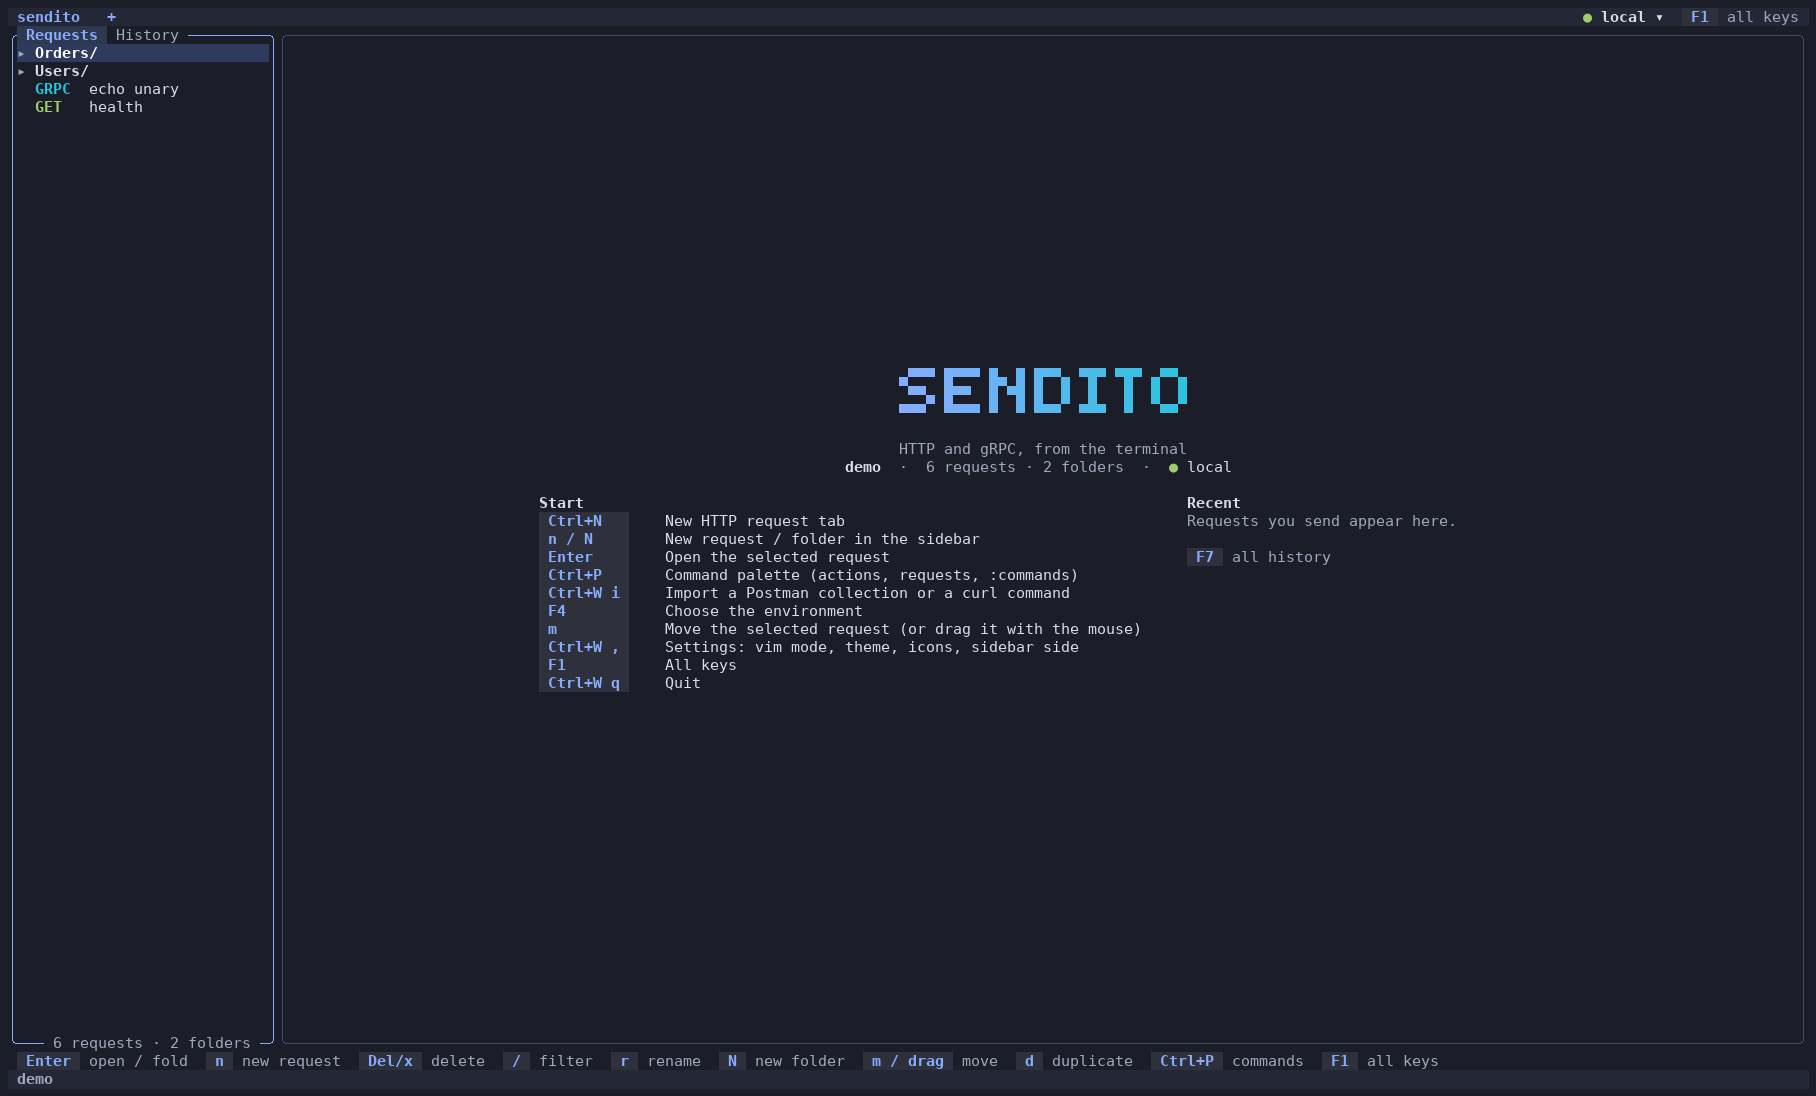 sendito + ● local ▾ F1 all keys
Requests History
▸ Orders/
▸ Users/
GRPC echo unary
GET health
SENDITO
HTTP and gRPC, from the terminal
demo · 6 requests · 2 folders · ● local
Start
Ctrl+N New HTTP request tab
n / N New request / folder in the sidebar
Enter Open the selected request
Ctrl+P Command palette (actions, requests, :commands)
Ctrl+W i Import a Postman collection or a curl command
F4 Choose the environment
m Move the selected request (or drag it with the mouse)
Ctrl+W , Settings: vim mode, theme, icons, sidebar side
F1 All keys
Ctrl+W q Quit
Recent
Requests you send appear here.
F7 all history
6 requests · 2 folders
Enter open / fold n new request Del/x delete / filter r rename N new folder m / drag move d duplicate Ctrl+P commands F1 all keys
demo